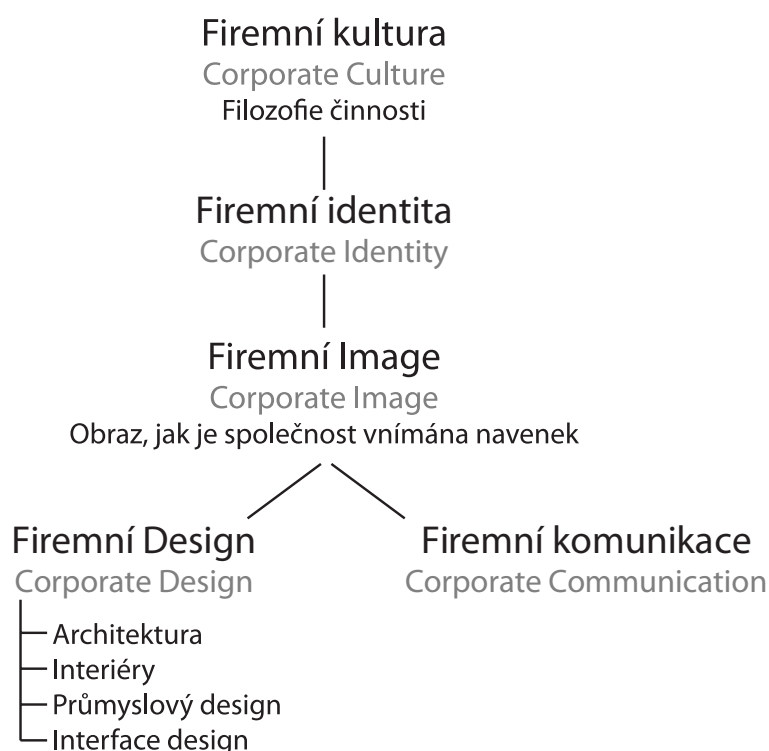 Firemní kultura
Corporate Culture
Filozofie činnosti
Firemní identita
Corporate Identity
Firemní Image
Corporate Image
Obraz, jak je společnost vnímána navenek
Firemní Design
Corporate Design
Firemní komunikace
Corporate Communication
Architektura
Interiéry
Průmyslový design
Interface design